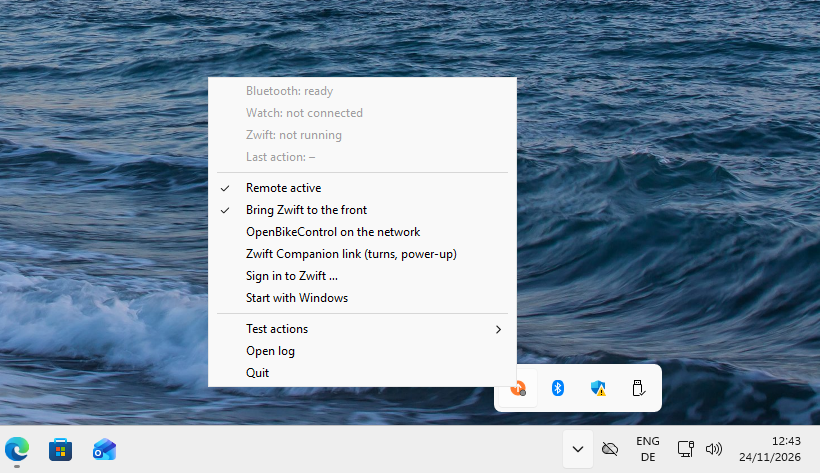 Bluetooth: ready
Watch: not connected
Zwift: not running
Last action: –
Remote active
Bring Zwift to the front
OpenBikeControl on the network
Zwift Companion link (turns, power-up)
Sign in to Zwift ...
Start with Windows
Test actions
Open log
Quit
ENG
DE
12:43
24/11/2026